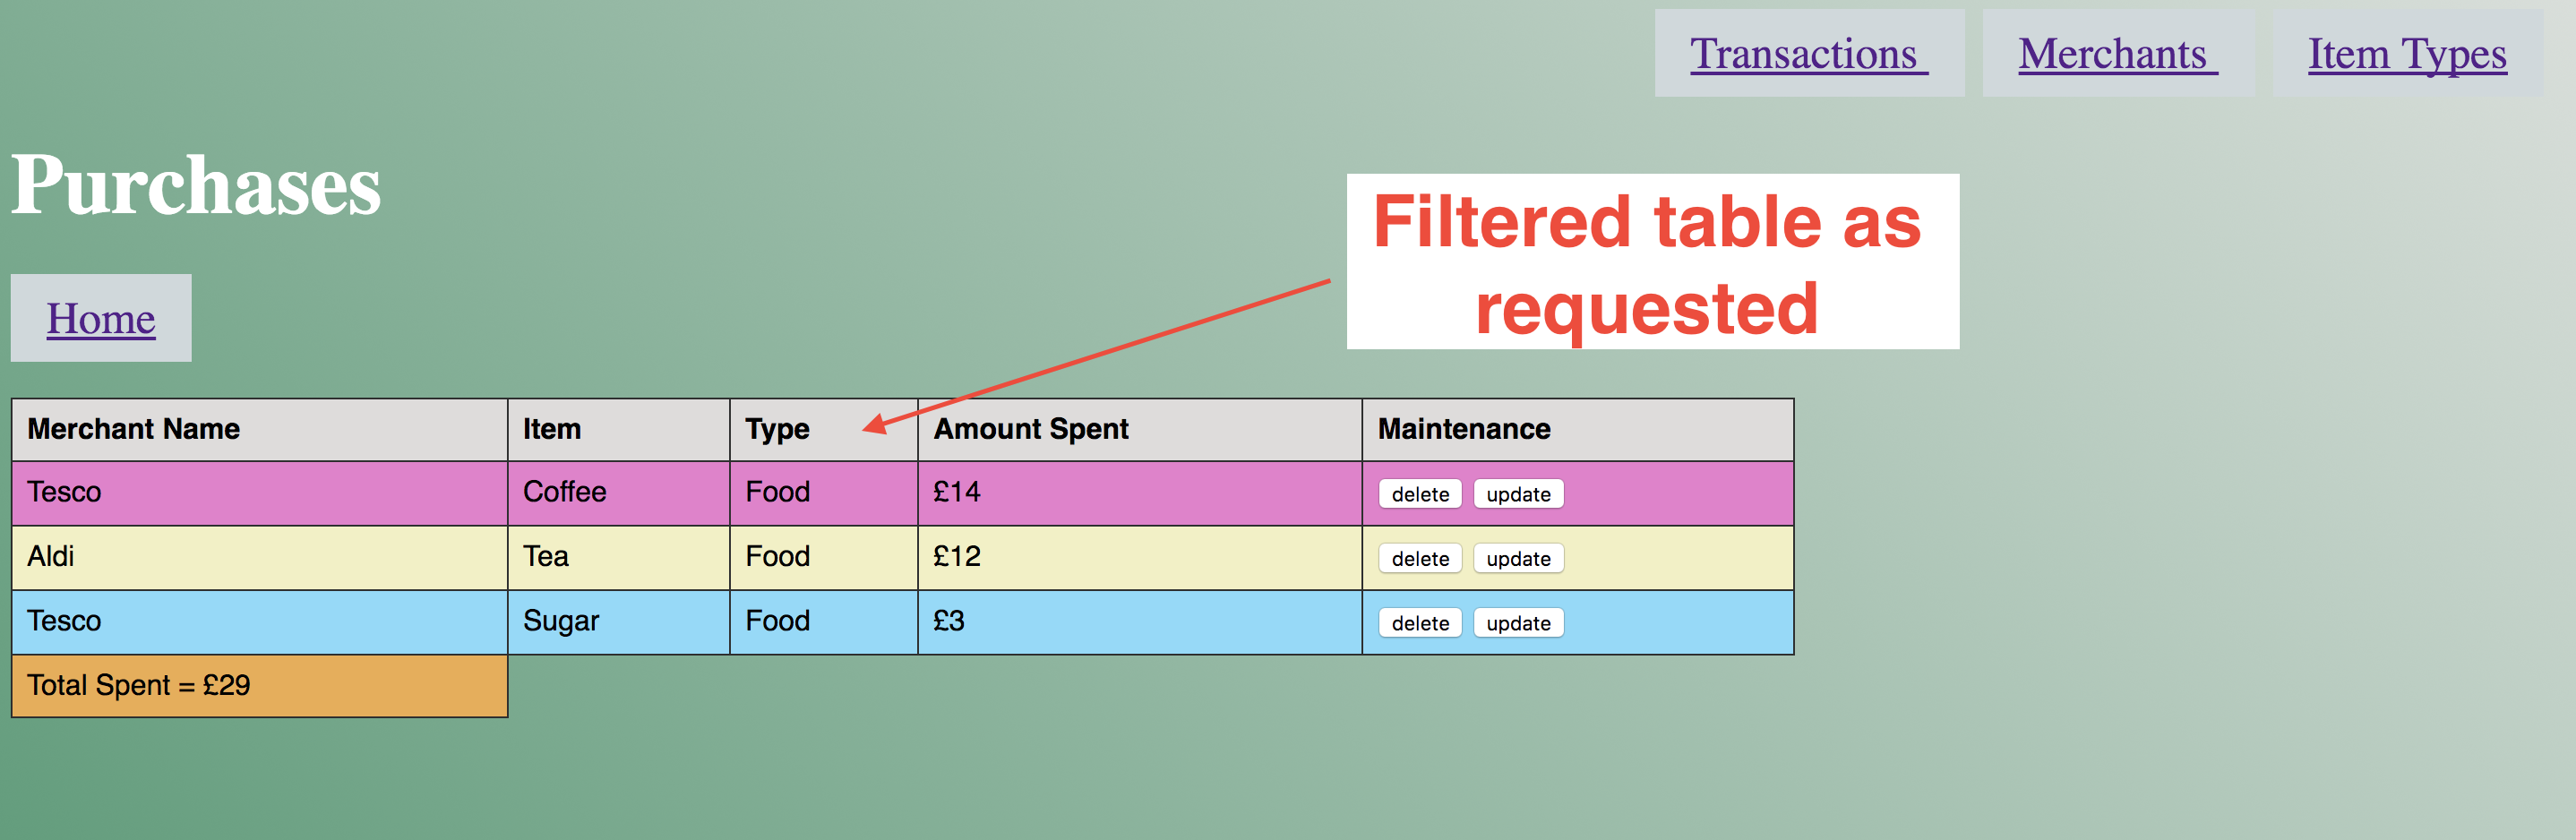 Transactions Merchants Item Types
Purchases
Filtered table as
requested
Home
Merchant Name Item Type Amount Spent Maintenance
Tesco Coffee Food £14 delete update
Aldi Tea Food £12 delete update
Tesco Sugar Food £3 delete update
Total Spent = £29